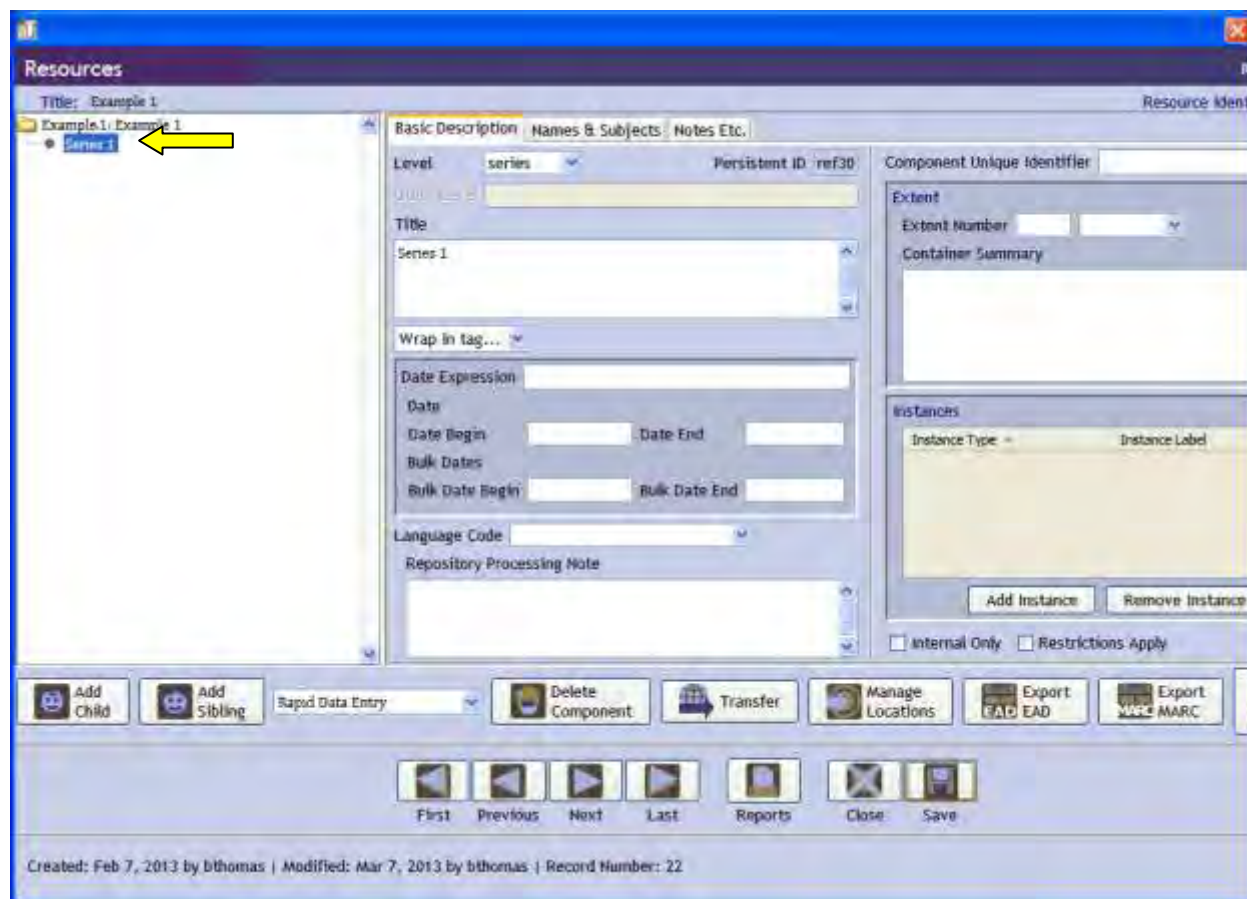 Resources
Title: Example 1
Resource Ident
Example.1: Example 1
Series 1
Basic Description
Names & Subjects
Notes Etc.
Level
series
Persistent ID ref30
Title
Series 1
Wrap in tag...
Date Expression
Date
Date Begin
Date End
Bulk Dates
Bulk Date Begin
Bulk Date End
Language Code
Repository Processing Note
Component Unique Identifier
Extent
Extent Number
Container Summary
Instances
Instance Type
Instance Label
Add Instance
Remove Instance
Internal Only
Restrictions Apply
Add Child
Add Sibling
Rapid Data Entry
Delete Component
Transfer
Manage Locations
EAD
Export EAD
MARC
Export MARC
First
Previous
Next
Last
Reports
Close
Save
Created: Feb 7, 2013 by bthomas | Modified: Mar 7, 2013 by bthomas | Record Number: 22